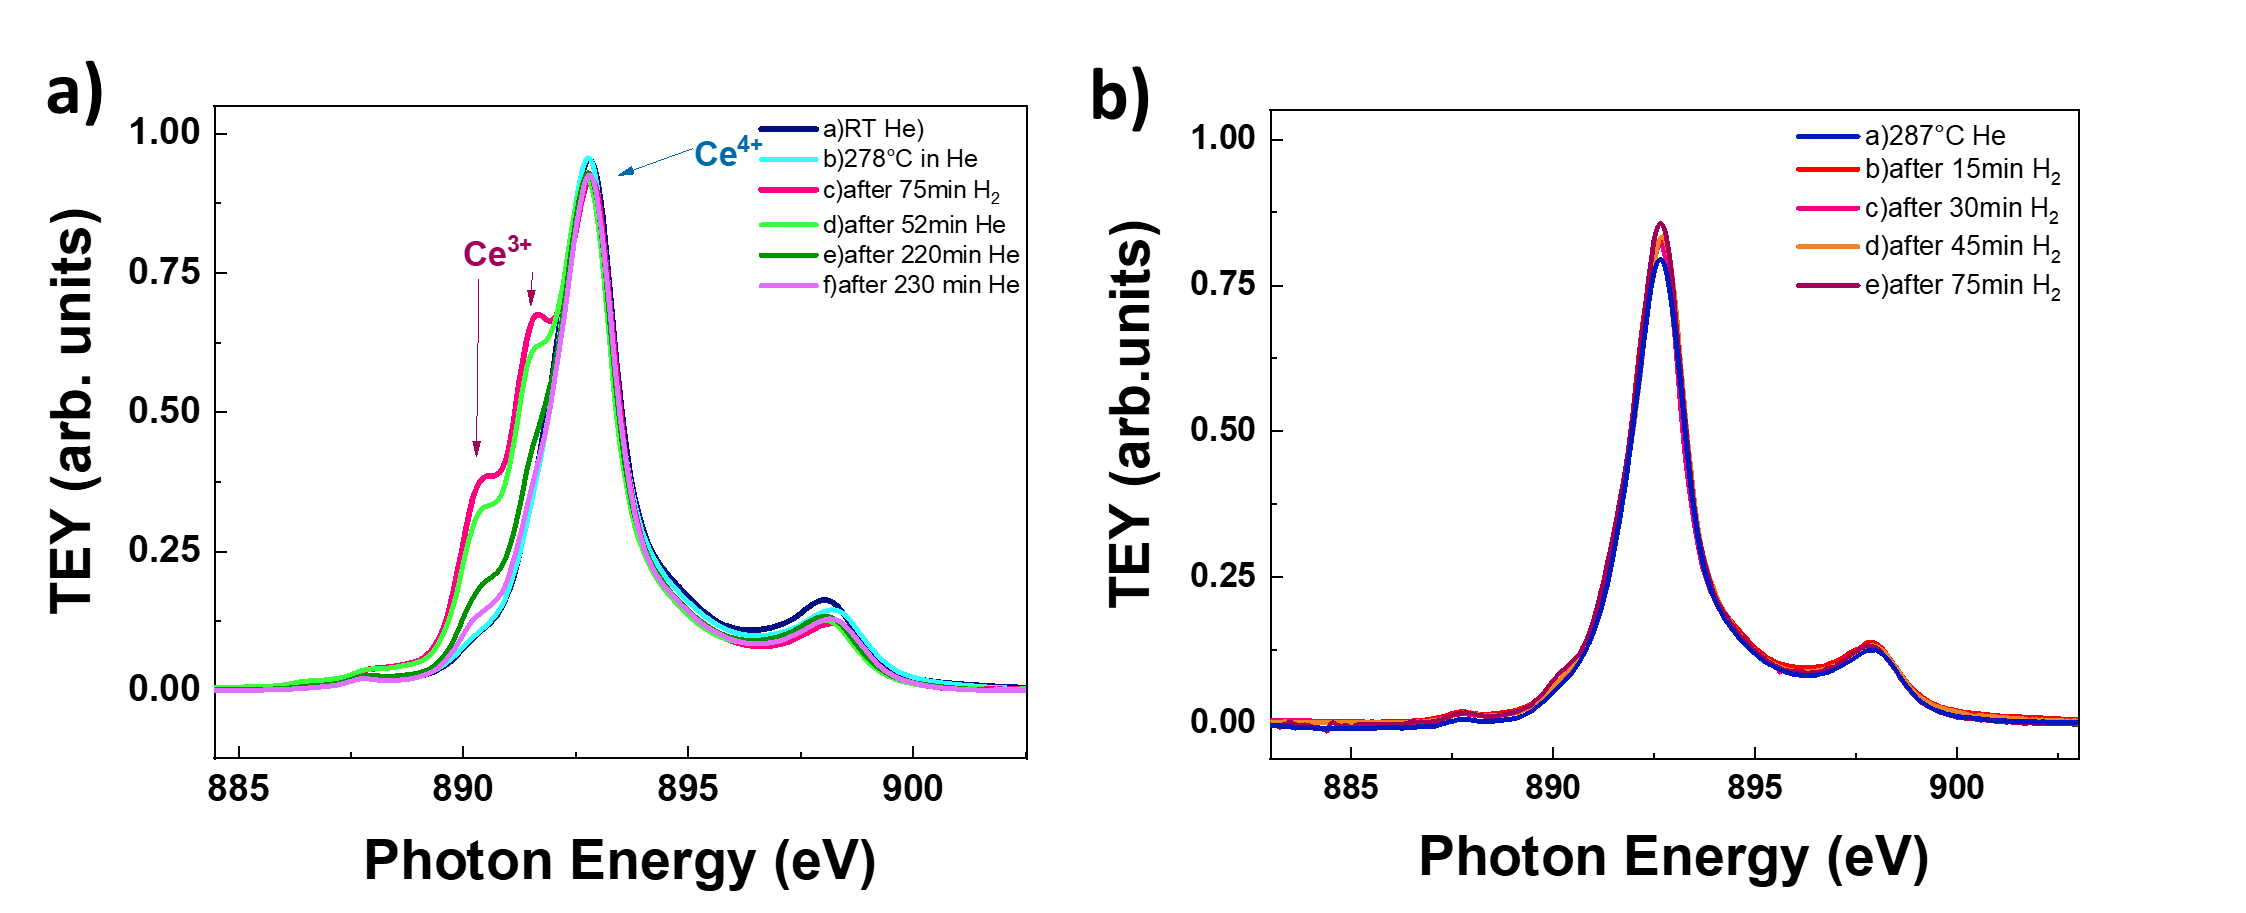 a)
TEY (arb. units)
1.00
0.75
0.50
0.25
0.00
885
890
895
900
Photon Energy (eV)
Ce³⁺
Ce⁴⁺
a)RT He)
b)278°C in He
c)after 75min H₂
d)after 52min He
e)after 220min He
f)after 230 min He
b)
TEY (arb.units)
1.00
0.75
0.50
0.25
0.00
885
890
895
900
Photon Energy (eV)
a)287°C He
b)after 15min H₂
c)after 30min H₂
d)after 45min H₂
e)after 75min H₂